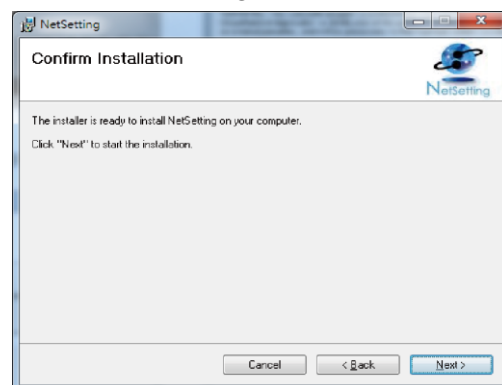 NetSetting
Confirm Installation
NetSetting
The installer is ready to install NetSetting on your computer.
Click "Next" to start the installation.
Cancel
< Back
Next >